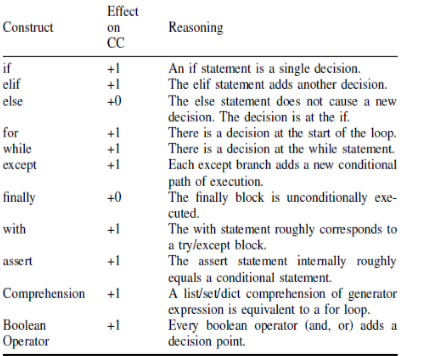 Effect
Construct on Reasoning
CC
if +1 An if statement is a single decision.
elif +1 The elif statement adds another decision.
else +0 The else statement does not cause a new
decision. The decision is at the if.
for +1 There is a decision at the start of the loop.
while +1 There is a decision at the while statement.
except +1 Each except branch adds a new conditional
path of execution.
finally +0 The finally block is unconditionally exe-
cuted.
with +1 The with statement roughly corresponds to
a try/except block.
assert +1 The assert statement internally roughly
equals a conditional statement.
Comprehension +1 A list/set/dict comprehension of generator
expression is equivalent to a for loop.
Boolean +1 Every boolean operator (and, or) adds a
Operator decision point.